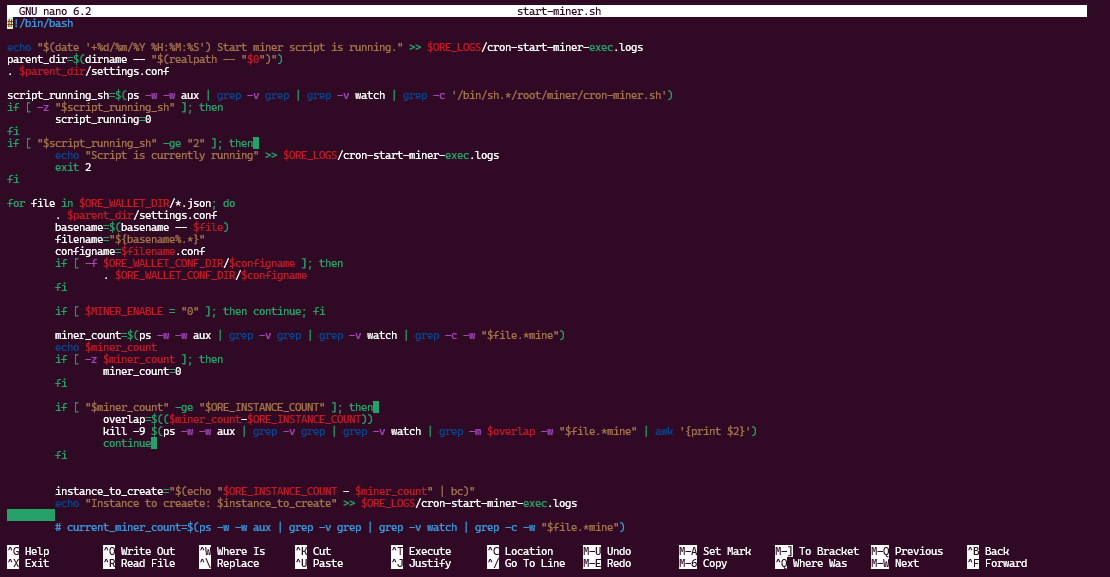 GNU nano 6.2 start-miner.sh
#!/bin/bash
echo "$(date '+%d/%m/%Y %H:%M:%S') Start miner script is running." >> $ORE_LOGS/cron-start-miner-exec.logs
parent_dir=$(dirname -- "$(realpath -- "$0")")
. $parent_dir/settings.conf
script_running_sh=$(ps -w -w aux | grep -v grep | grep -v watch | grep -c '/bin/sh.*/root/miner/cron-miner.sh')
if [ -z "$script_running_sh" ]; then
script_running=0
fi
if [ "$script_running_sh" -ge "2" ]; then
echo "Script is currently running" >> $ORE_LOGS/cron-start-miner-exec.logs
exit 2
fi
for file in $ORE_WALLET_DIR/*.json; do
. $parent_dir/settings.conf
basename=$(basename -- $file)
filename="${basename%.*}"
configname=$filename.conf
if [ -f $ORE_WALLET_CONF_DIR/$configname ]; then
. $ORE_WALLET_CONF_DIR/$configname
fi
if [ $MINER_ENABLE = "0" ]; then continue; fi
miner_count=$(ps -w -w aux | grep -v grep | grep -v watch | grep -c -w "$file.*mine")
echo $miner_count
if [ -z $miner_count ]; then
miner_count=0
fi
if [ "$miner_count" -ge "$ORE_INSTANCE_COUNT" ]; then
overlap=$(($miner_count-$ORE_INSTANCE_COUNT))
kill -9 $(ps -w -w aux | grep -v grep | grep -v watch | grep -m $overlap -w "$file.*mine" | awk '{print $2}')
continue
fi
instance_to_create="$(echo "$ORE_INSTANCE_COUNT - $miner_count" | bc)"
echo "Instance to creaete: $instance_to_create" >> $ORE_LOGS/cron-start-miner-exec.logs
# current_miner_count=$(ps -w -w aux | grep -v grep | grep -v watch | grep -c -w "$file.*mine")
^G Help ^O Write Out ^W Where Is ^K Cut ^T Execute ^C Location M-U Undo M-A Set Mark M-] To Bracket M-Q Previous ^B Back
^X Exit ^R Read File ^\ Replace ^U Paste ^J Justify ^/ Go To Line M-E Redo M-6 Copy ^Q Where Was M-W Next ^F Forward